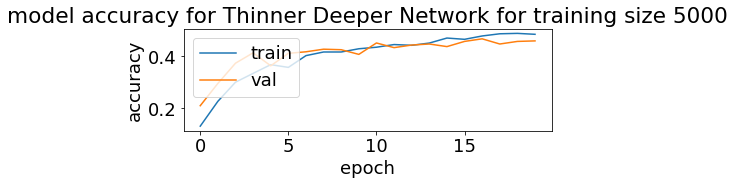 model accuracy for Thinner Deeper Network for training size 5000
accuracy
0.4
0.2
train
val
0
5
10
15
epoch